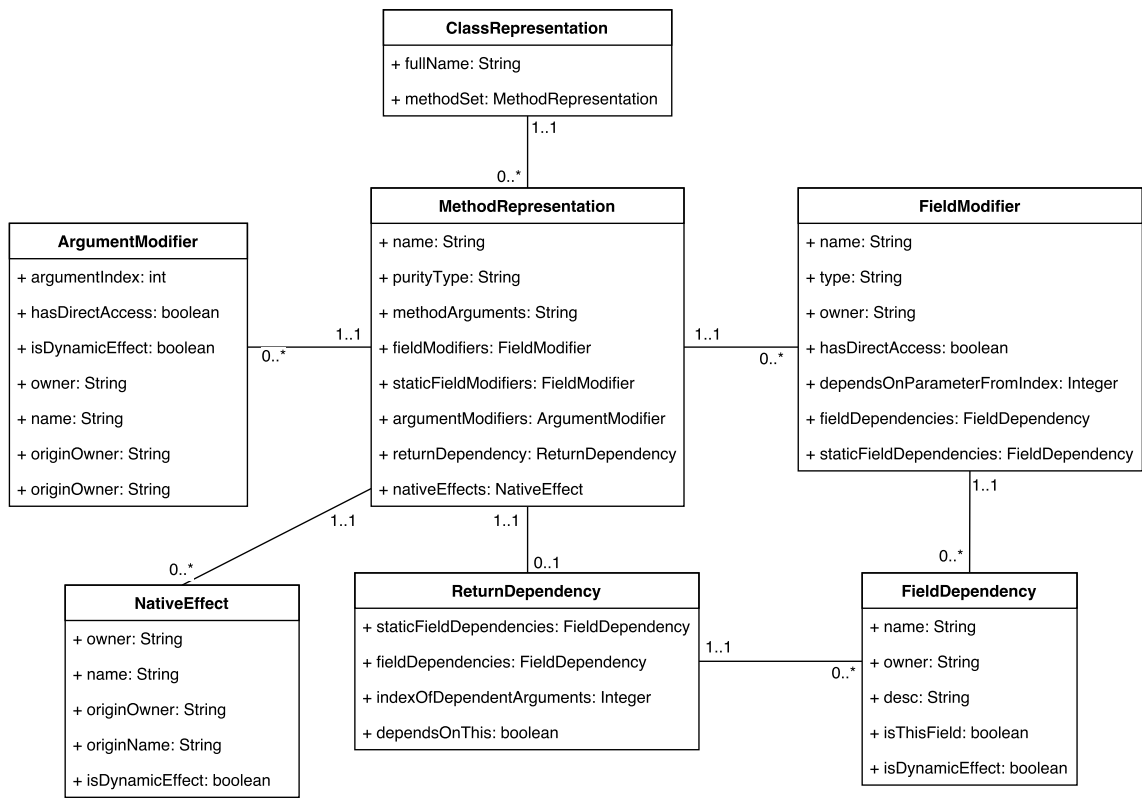 ClassRepresentation
+ fullName: String
+ methodSet: MethodRepresentation
1..1
0..*
MethodRepresentation
+ name: String
+ purityType: String
+ methodArguments: String
+ fieldModifiers: FieldModifier
+ staticFieldModifiers: FieldModifier
+ argumentModifiers: ArgumentModifier
+ returnDependency: ReturnDependency
+ nativeEffects: NativeEffect
FieldModifier
+ name: String
+ type: String
+ owner: String
+ hasDirectAccess: boolean
+ dependsOnParameterFromIndex: Integer
+ fieldDependencies: FieldDependency
+ staticFieldDependencies: FieldDependency
ArgumentModifier
+ argumentIndex: int
+ hasDirectAccess: boolean
+ isDynamicEffect: boolean
+ owner: String
+ name: String
+ originOwner: String
+ originOwner: String
1..1
0..*
1..1
0..*
1..1
0..*
1..1
0..1
1..1
0..*
NativeEffect
+ owner: String
+ name: String
+ originOwner: String
+ originName: String
+ isDynamicEffect: boolean
ReturnDependency
+ staticFieldDependencies: FieldDependency
+ fieldDependencies: FieldDependency
+ indexOfDependentArguments: Integer
+ dependsOnThis: boolean
1..1
0..*
FieldDependency
+ name: String
+ owner: String
+ desc: String
+ isThisField: boolean
+ isDynamicEffect: boolean